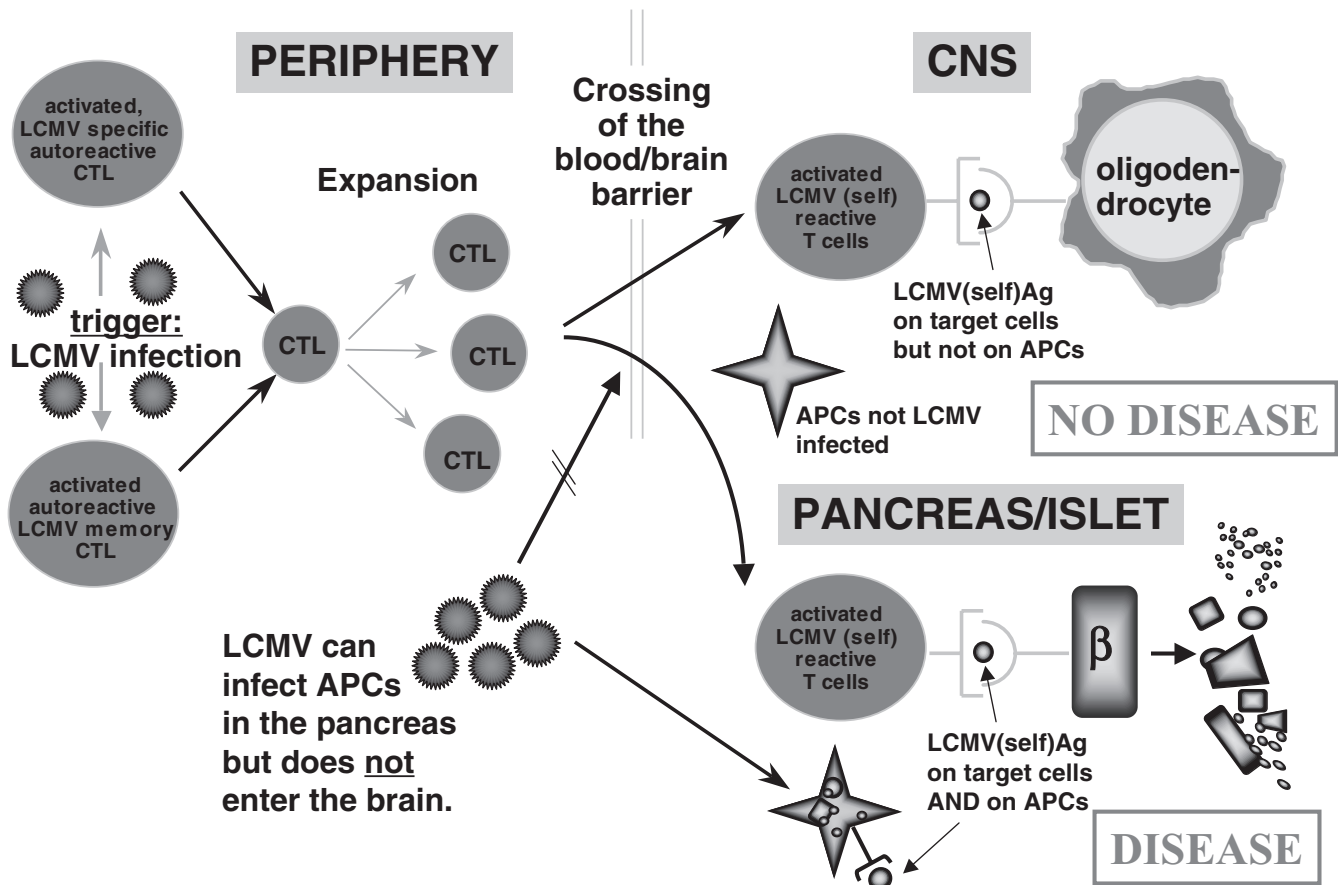 PERIPHERY
CNS
activated,
LCMV specific
autoreactive
CTL
Expansion
Crossing
of the
blood/brain
barrier
activated
LCMV (self)
reactive
T cells
oligoden-
drocyte
CTL
CTL
CTL
CTL
trigger:
LCMV infection
LCMV(self)Ag
on target cells
but not on APCs
APCs not LCMV
infected
NO DISEASE
activated
autoreactive
LCMV memory
CTL
PANCREAS/ISLET
LCMV can
infect APCs
in the pancreas
but does not
enter the brain.
activated
LCMV (self)
reactive
T cells
β
LCMV(self)Ag
on target cells
AND on APCs
DISEASE